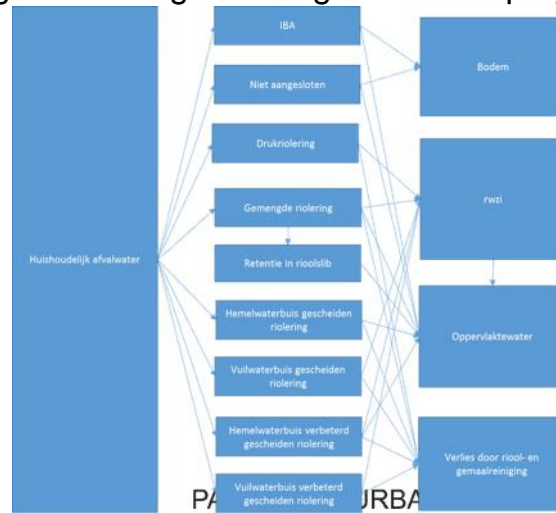 IBA
Bodem
Niet aangesloten
Drukriolering
rwzi
Gemengde riolering
Huishoudelijk afvalwater
Retentie in rioolslib
Hemelwaterbuis gescheiden
riolering
Oppervlaktewater
Vuilwaterbuis gescheiden
riolering
Hemelwaterbuis verbeterd
gescheiden riolering
Verlies door riool- en
gemaalreiniging
Vuilwaterbuis verbeterd
gescheiden riolering